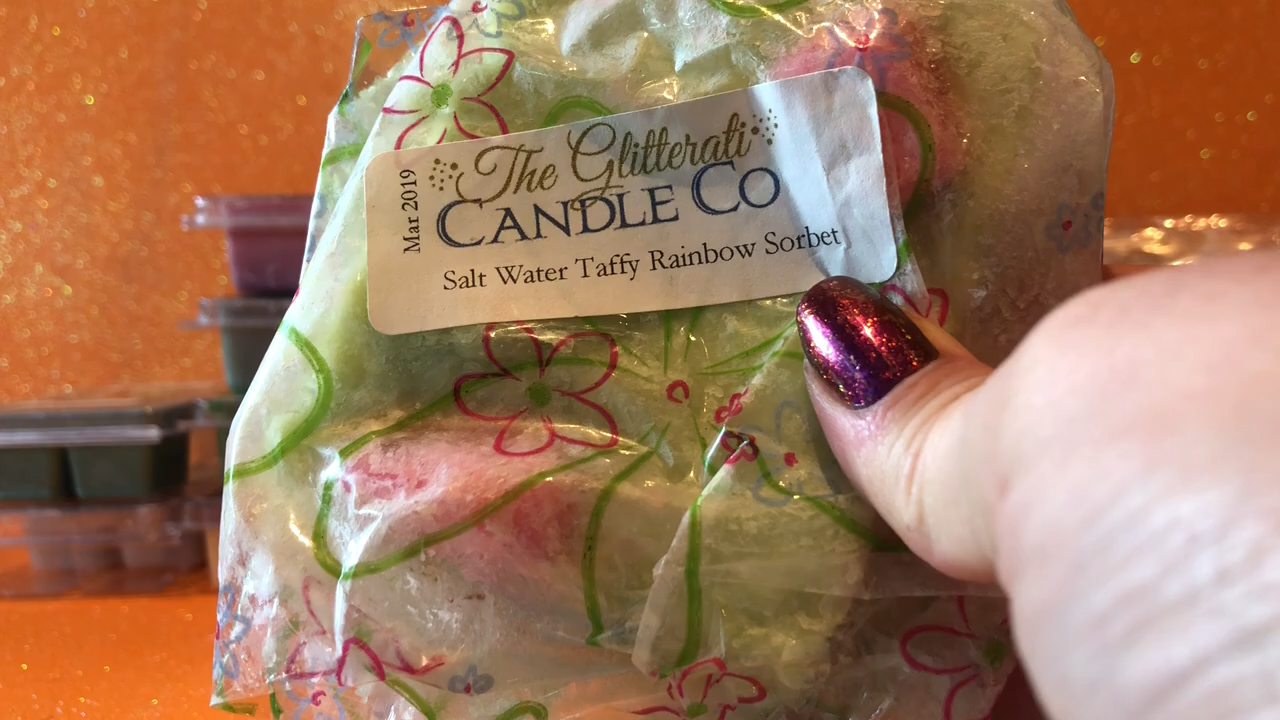 Mar 2019
The Glitterati
CANDLE CO
Salt Water Taffy Rainbow Sorbet